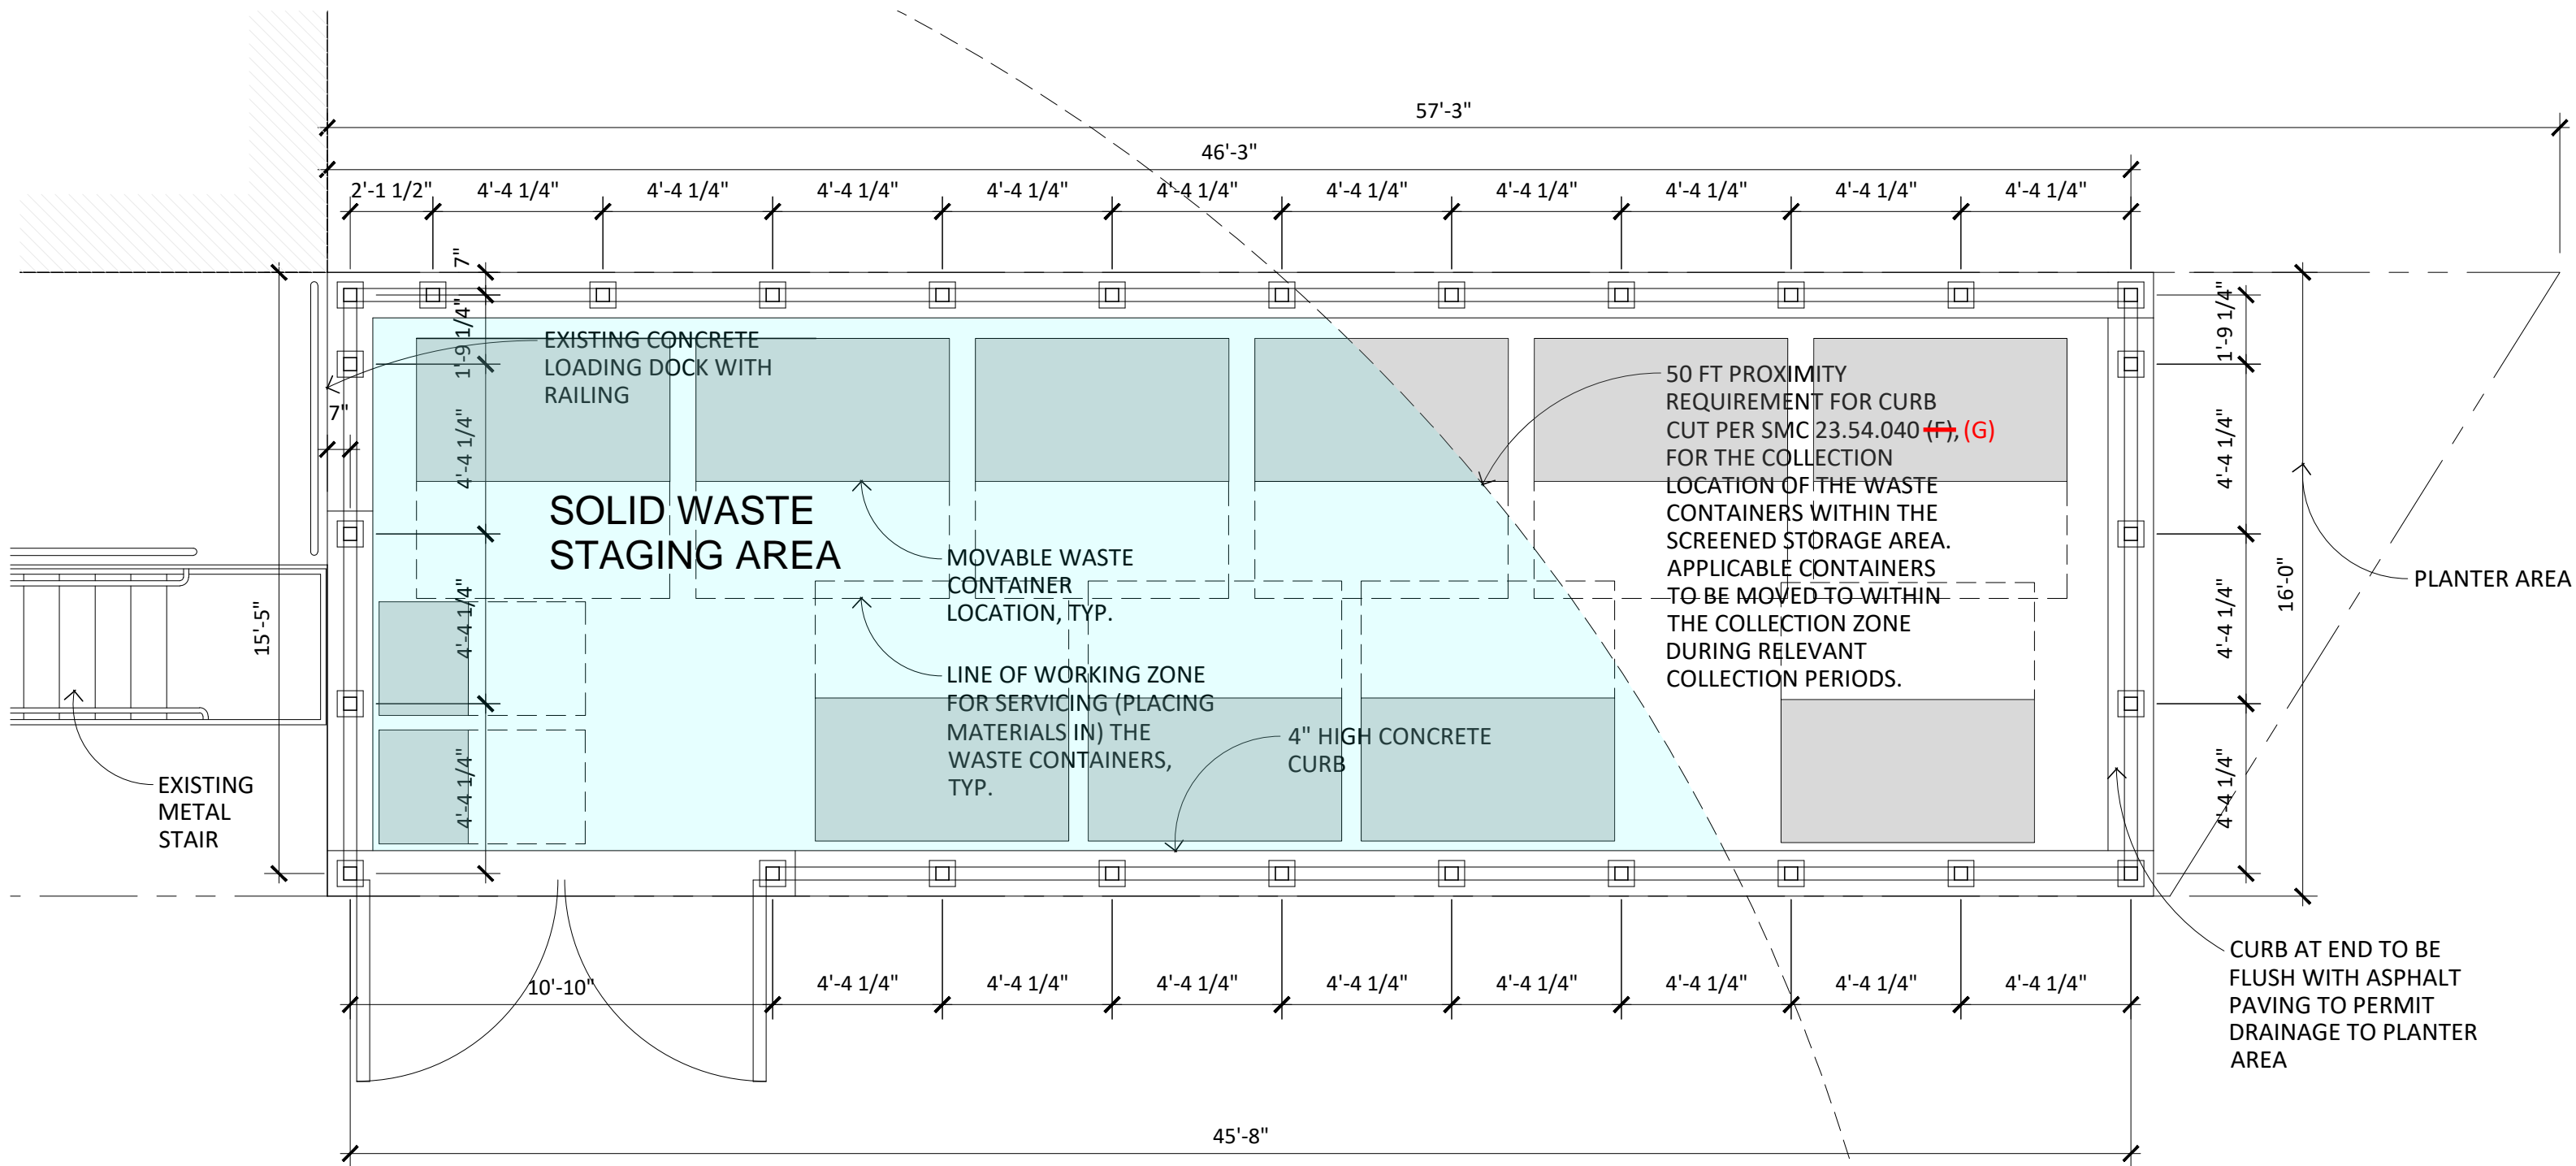 57'-3"
46'-3"
2'-1 1/2" 4'-4 1/4" 4'-4 1/4" 4'-4 1/4" 4'-4 1/4" 4'-4 1/4" 4'-4 1/4" 4'-4 1/4" 4'-4 1/4" 4'-4 1/4" 4'-4 1/4"
7"
1'-9 1/4"
4'-4 1/4"
4'-4 1/4"
4'-4 1/4"
7"
15'-5"
EXISTING CONCRETE
LOADING DOCK WITH
RAILING
SOLID WASTE
STAGING AREA
MOVABLE WASTE
CONTAINER
LOCATION, TYP.
LINE OF WORKING ZONE
FOR SERVICING (PLACING
MATERIALS IN) THE
WASTE CONTAINERS,
TYP.
4" HIGH CONCRETE
CURB
50 FT PROXIMITY
REQUIREMENT FOR CURB
CUT PER SMC 23.54.040 (F), (G)
FOR THE COLLECTION
LOCATION OF THE WASTE
CONTAINERS WITHIN THE
SCREENED STORAGE AREA.
APPLICABLE CONTAINERS
TO BE MOVED TO WITHIN
THE COLLECTION ZONE
DURING RELEVANT
COLLECTION PERIODS.
1'-9 1/4"
4'-4 1/4"
4'-4 1/4"
4'-4 1/4"
16'-0"
PLANTER AREA
EXISTING
METAL
STAIR
CURB AT END TO BE
FLUSH WITH ASPHALT
PAVING TO PERMIT
DRAINAGE TO PLANTER
AREA
10'-10" 4'-4 1/4" 4'-4 1/4" 4'-4 1/4" 4'-4 1/4" 4'-4 1/4" 4'-4 1/4" 4'-4 1/4" 4'-4 1/4"
45'-8"